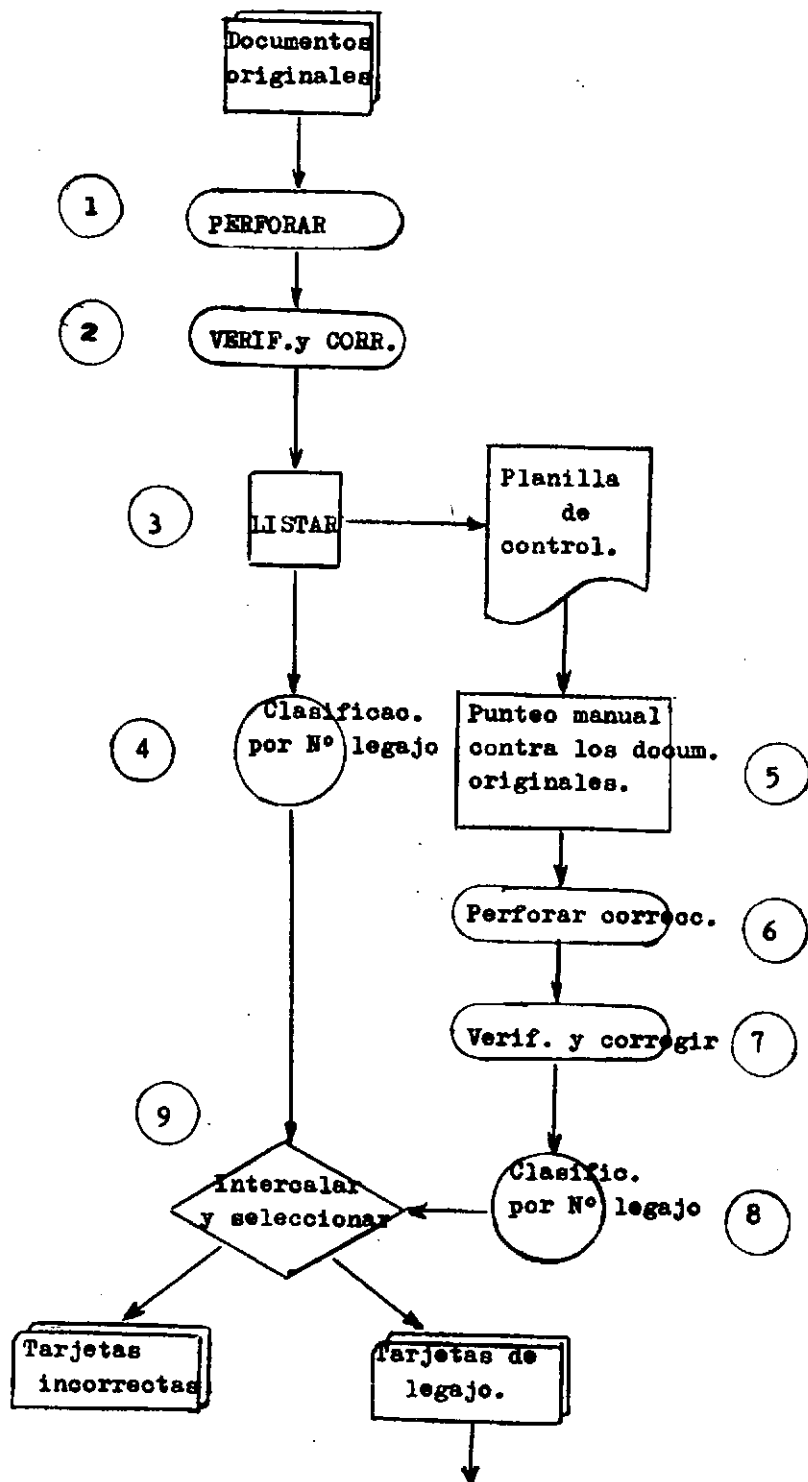 Documentos
originales
1
PERFORAR
2
VERIF.y CORR.
3
LISTAR
Planilla
de
control.
4
Clasificac.
por Nº legajo
Punteo manual
contra los docum.
originales.
5
Perforar correcc.
6
Verif. y corregir
7
Clasific.
por Nº legajo
8
9
Intercalar
y seleccionar
Tarjetas
incorrectas
Tarjetas de
legajo.